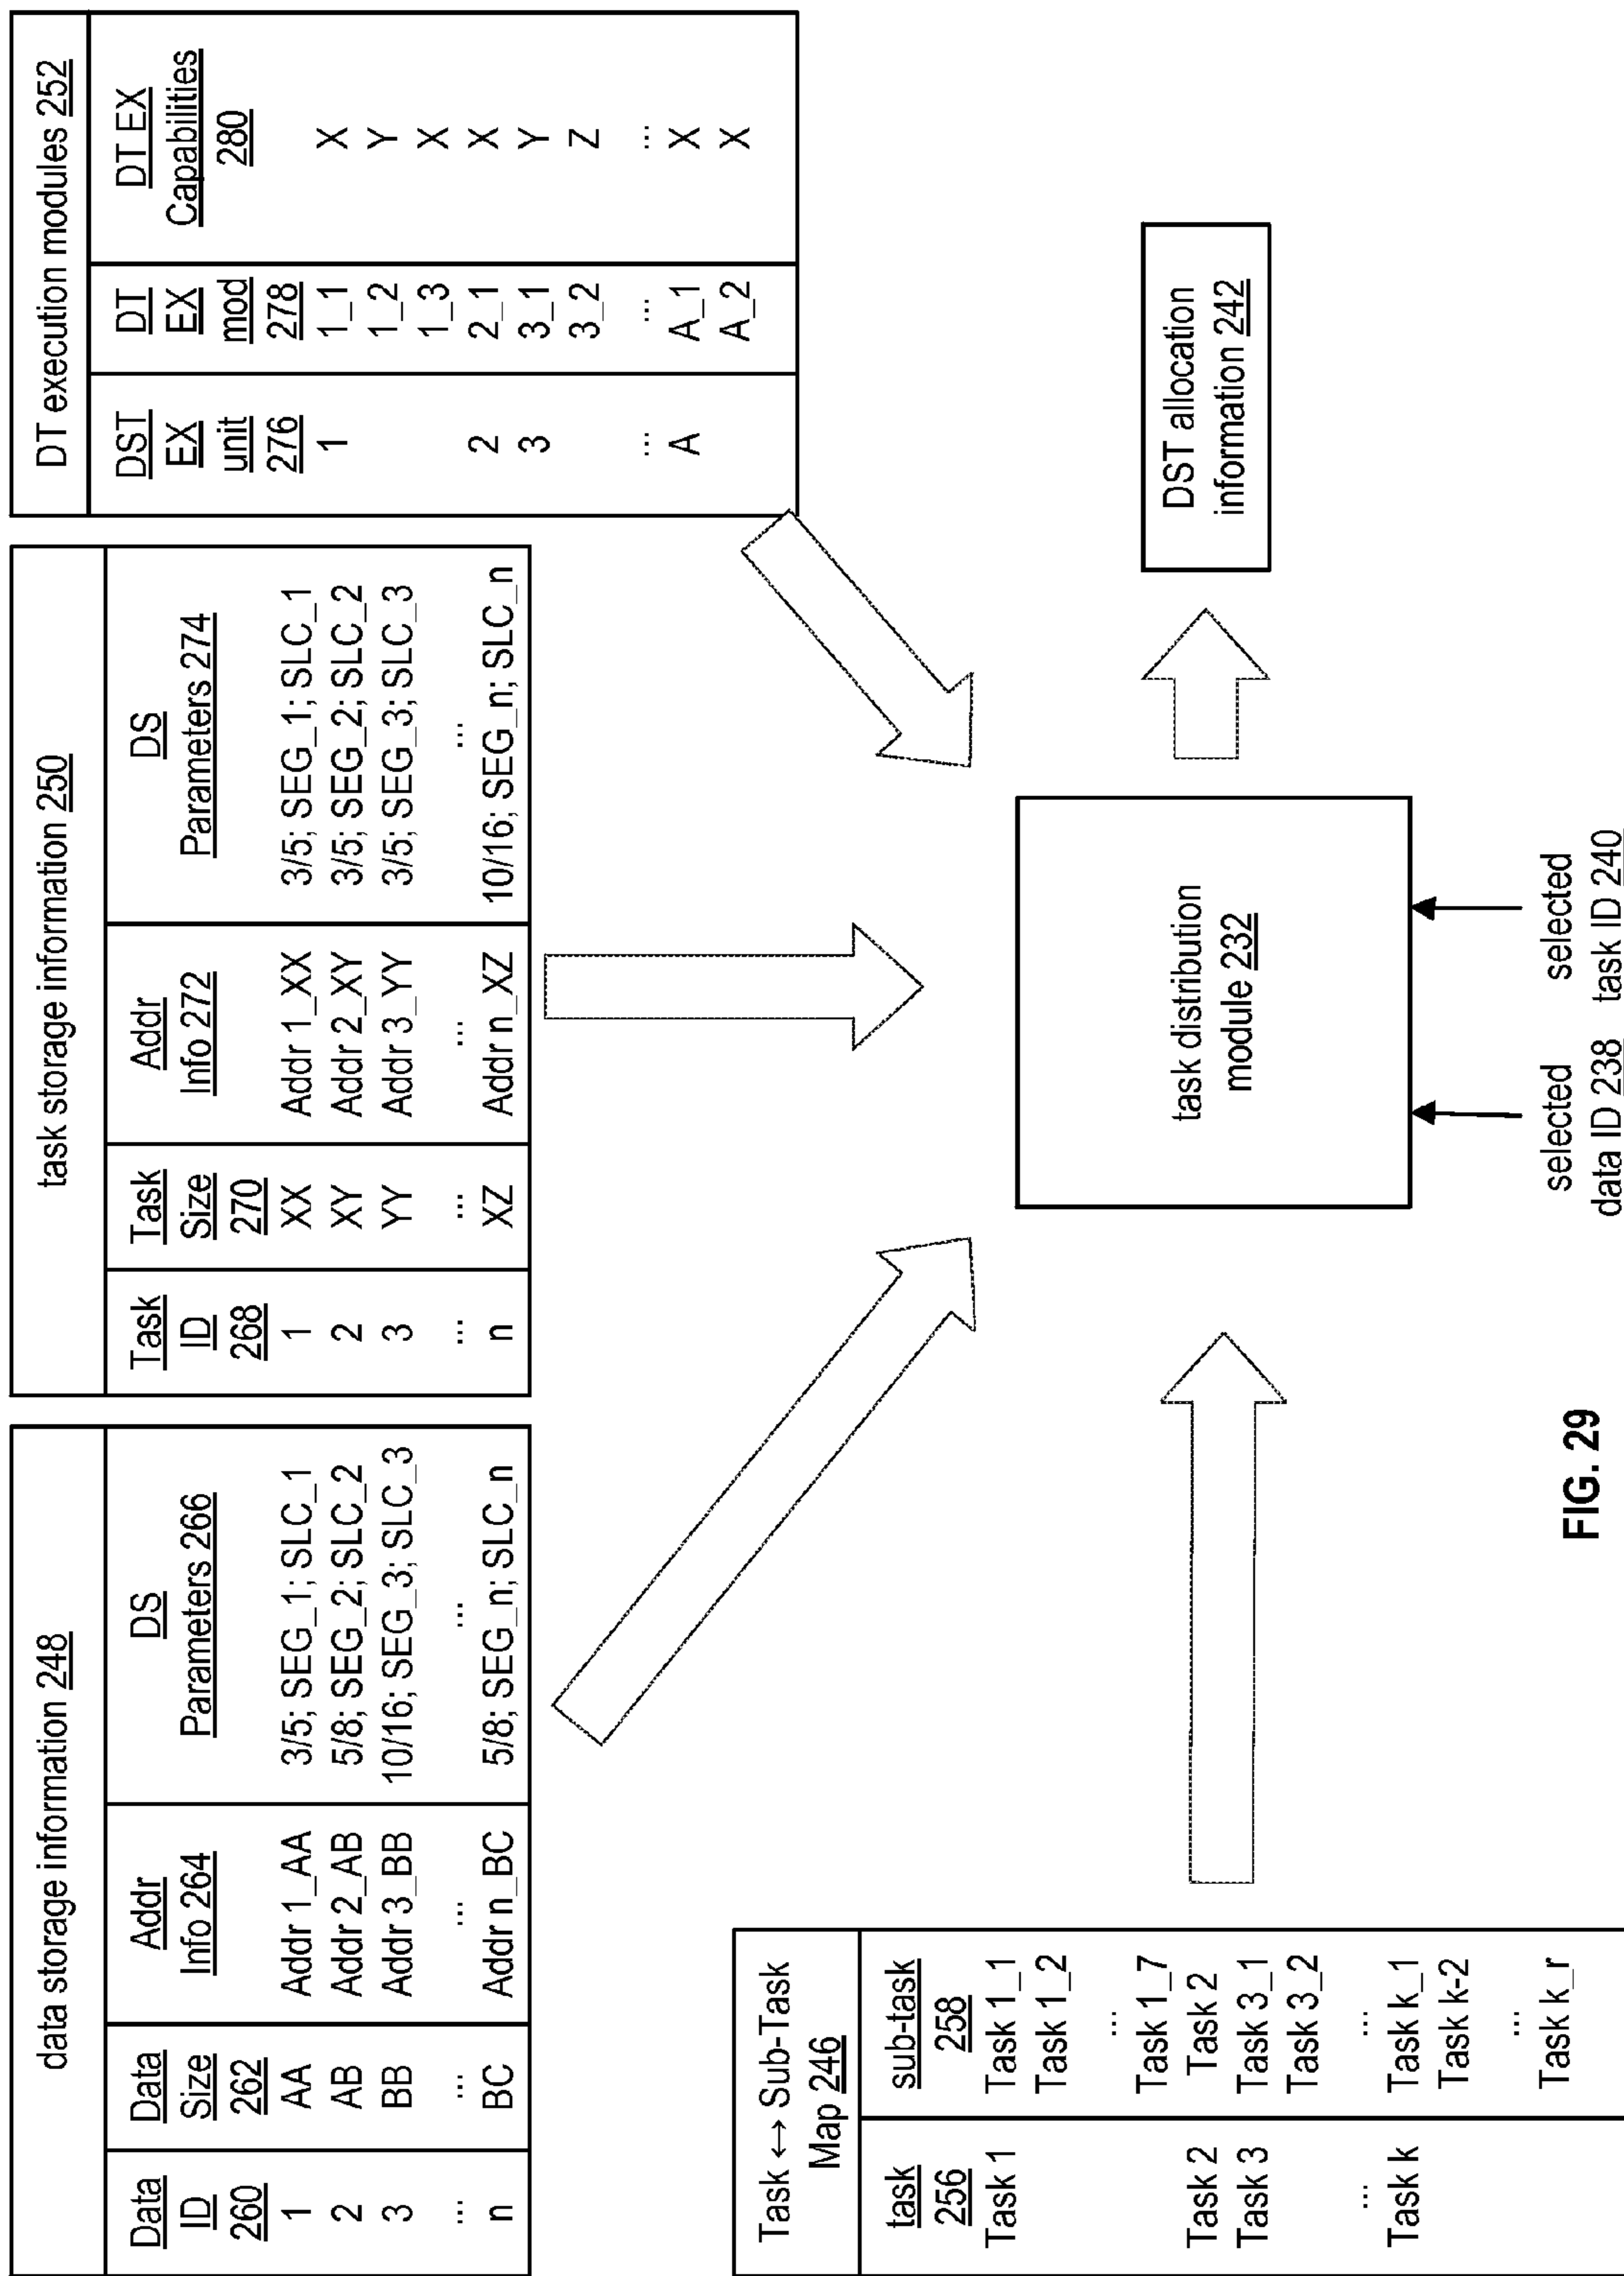 data storage information 248
Data ID 260 | Data Size 262 | Addr Info 264 | DS Parameters 266
1 | AA | Addr 1_AA | 3/5; SEG_1; SLC_1
2 | AB | Addr 2_AB | 5/8; SEG_2; SLC_2
3 | BB | Addr 3_BB | 10/16; SEG_3; SLC_3
... | ... | ... | ...
n | BC | Addr n_BC | 5/8; SEG_n; SLC_n
task storage information 250
Task ID 268 | Task Size 270 | Addr Info 272 | DS Parameters 274
1 | XX | Addr 1_XX | 3/5; SEG_1; SLC_1
2 | XY | Addr 2_XY | 3/5; SEG_2; SLC_2
3 | YY | Addr 3_YY | 3/5; SEG_3; SLC_3
... | ... | ... | ...
n | XZ | Addr n_XZ | 10/16; SEG_n; SLC_n
DT execution modules 252
DST EX unit 276 | DT EX mod 278 | DT EX Capabilities 280
1 | 1_1 | X
1_2 | Y
1_3 | X
2 | 2_1 | X
3 | 3_1 | Y
3_2 | Z
... | ... | ...
A | A_1 | X
A_2 | X
Task ↔ Sub-Task
Map 246
task 256 | sub-task 258
Task 1 | Task 1_1
Task 1_2
...
Task 1_7
Task 2 | Task 2
Task 3 | Task 3_1
Task 3_2
... | ...
Task k | Task k_1
Task k-2
...
Task k_r
task distribution
module 232
DST allocation
information 242
selected
data ID 238
selected
task ID 240
FIG. 29